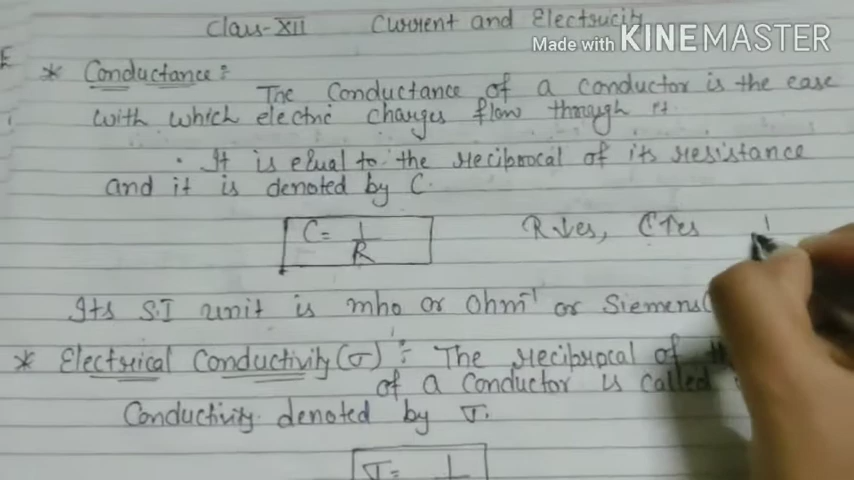 Class-XII Current and Electricity
Made with KINEMASTER
* Conductance:
The Conductance of a conductor is the ease
with which electric charges flow through it.
. It is equal to the reciprocal of its resistance
and it is denoted by C.
C = 1/R R↓es, C↑es
Its S.I unit is mho or Ohm⁻¹ or Siemens(
* Electrical Conductivity (σ): The reciprocal of
of a conductor is called
Conductivity denoted by σ.
σ = 1